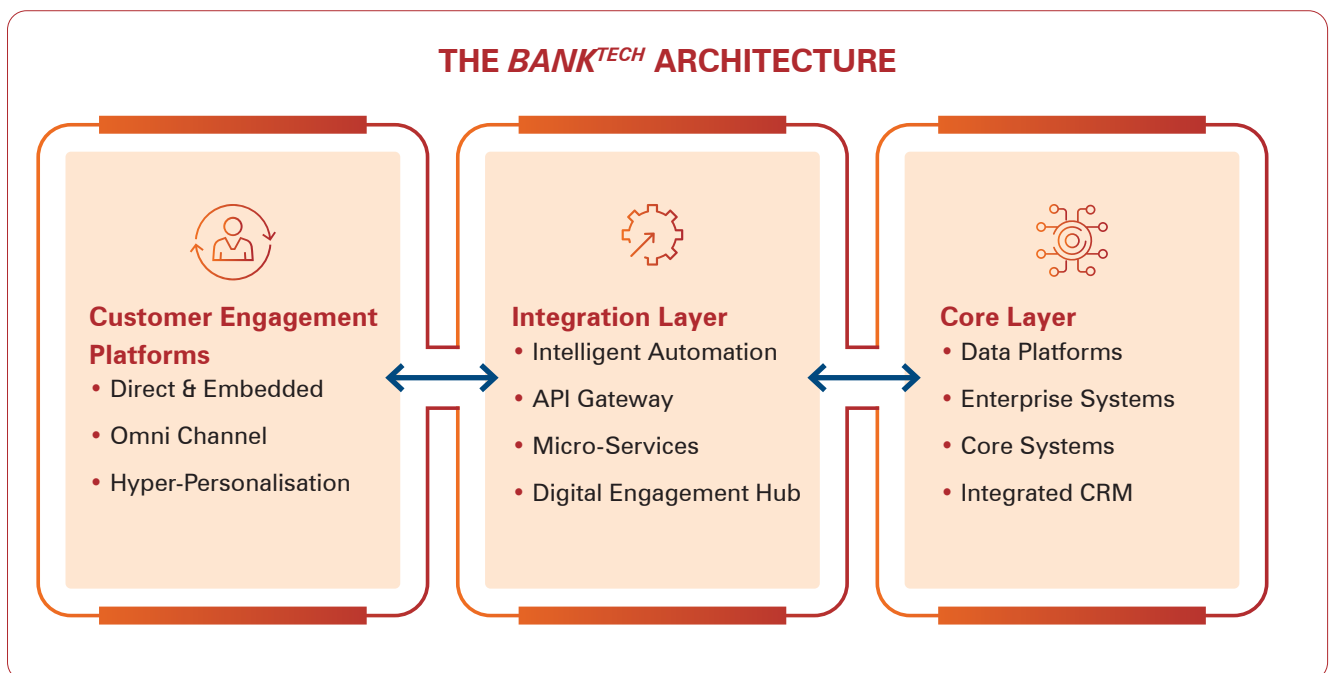 THE BANKTECH ARCHITECTURE
Customer Engagement
Platforms
• Direct & Embedded
• Omni Channel
• Hyper-Personalisation
Integration Layer
• Intelligent Automation
• API Gateway
• Micro-Services
• Digital Engagement Hub
Core Layer
• Data Platforms
• Enterprise Systems
• Core Systems
• Integrated CRM